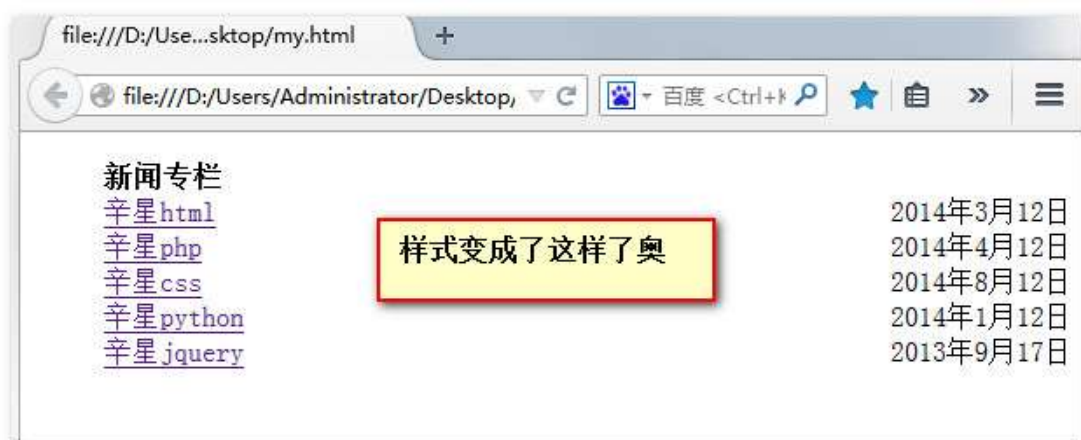 file:///D:/Use...sktop/my.html
+
file:///D:/Users/Administrator/Desktop/ 百度 <Ctrl+K
新闻专栏
辛星html 2014年3月12日
辛星php 2014年4月12日
样式变成了这样了奥
辛星css 2014年8月12日
辛星python 2014年1月12日
辛星jquery 2013年9月17日